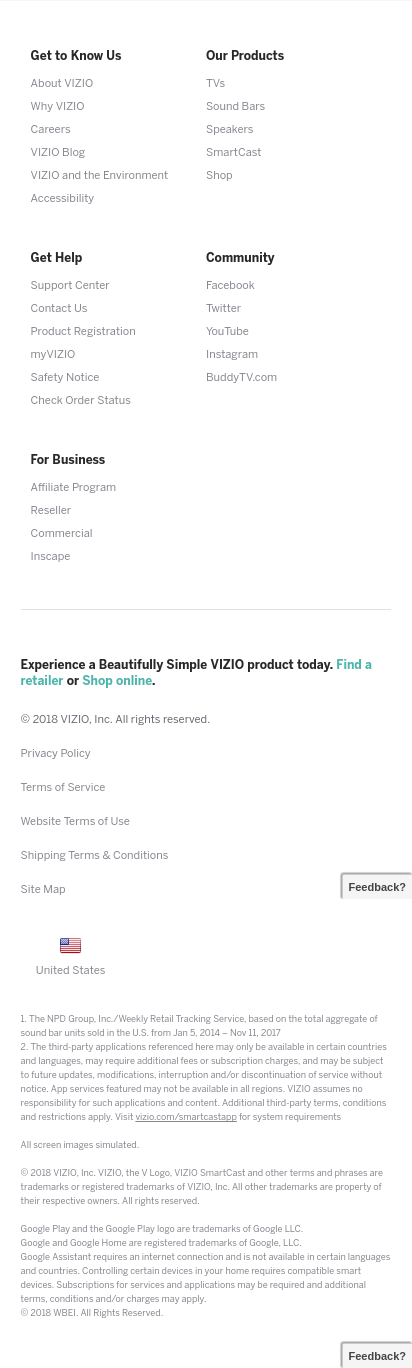 Get to Know Us
About VIZIO
Why VIZIO
Careers
VIZIO Blog
VIZIO and the Environment
Accessibility
Our Products
TVs
Sound Bars
Speakers
SmartCast
Shop
Get Help
Support Center
Contact Us
Product Registration
myVIZIO
Safety Notice
Check Order Status
Community
Facebook
Twitter
YouTube
Instagram
BuddyTV.com
For Business
Affiliate Program
Reseller
Commercial
Inscape
Experience a Beautifully Simple VIZIO product today. Find a
retailer or Shop online.
© 2018 VIZIO, Inc. All rights reserved.
Privacy Policy
Terms of Service
Website Terms of Use
Shipping Terms & Conditions
Site Map
Feedback?
United States
1. The NPD Group, Inc./Weekly Retail Tracking Service, based on the total aggregate of
sound bar units sold in the U.S. from Jan 5, 2014 – Nov 11, 2017
2. The third-party applications referenced here may only be available in certain countries
and languages, may require additional fees or subscription charges, and may be subject
to future updates, modifications, interruption and/or discontinuation of service without
notice. App services featured may not be available in all regions. VIZIO assumes no
responsibility for such applications and content. Additional third-party terms, conditions
and restrictions apply. Visit vizio.com/smartcastapp for system requirements
All screen images simulated.
© 2018 VIZIO, Inc. VIZIO, the V Logo, VIZIO SmartCast and other terms and phrases are
trademarks or registered trademarks of VIZIO, Inc. All other trademarks are property of
their respective owners. All rights reserved.
Google Play and the Google Play logo are trademarks of Google LLC.
Google and Google Home are registered trademarks of Google, LLC.
Google Assistant requires an internet connection and is not available in certain languages
and countries. Controlling certain devices in your home requires compatible smart
devices. Subscriptions for services and applications may be required and additional
terms, conditions and/or charges may apply.
© 2018 WBEI. All Rights Reserved.
Feedback?